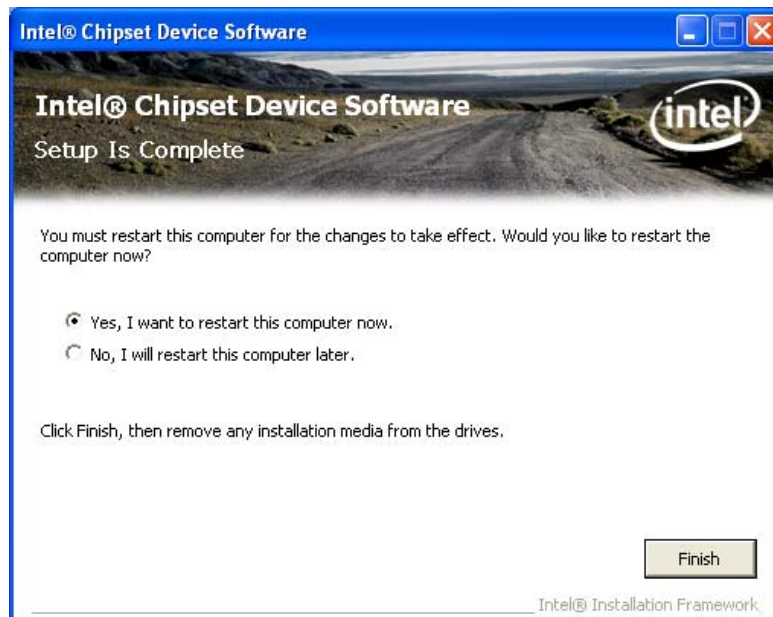 Intel® Chipset Device Software
Intel® Chipset Device Software
intel
Setup Is Complete
You must restart this computer for the changes to take effect. Would you like to restart the
computer now?
Yes, I want to restart this computer now.
No, I will restart this computer later.
Click Finish, then remove any installation media from the drives.
Finish
Intel® Installation Framework